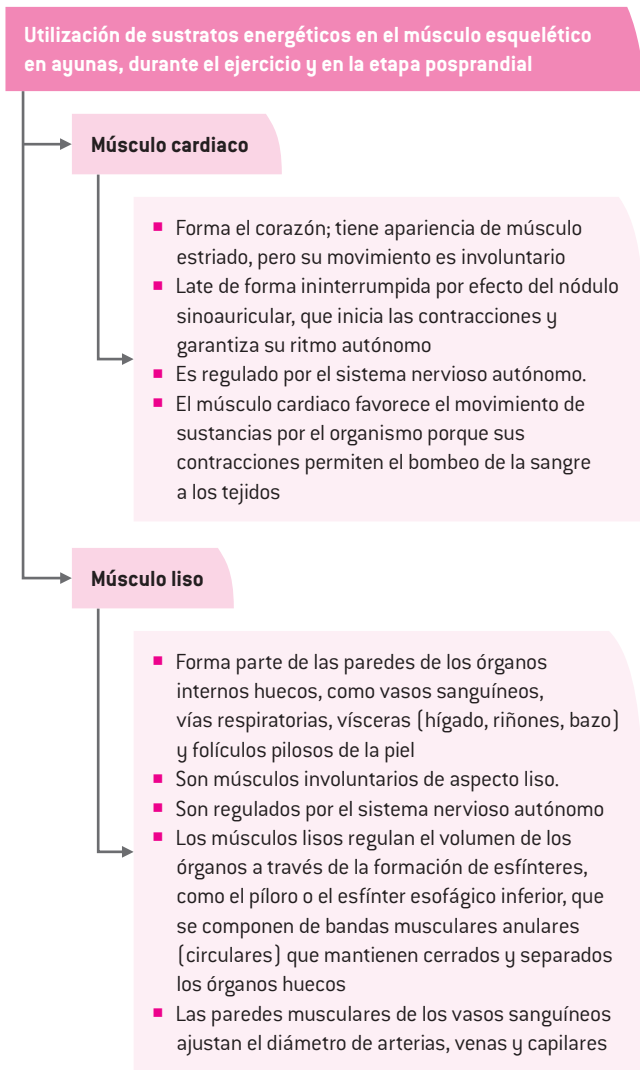 Utilización de sustratos energéticos en el músculo esquelético
en ayunas, durante el ejercicio y en la etapa posprandial
Músculo cardiaco
■ Forma el corazón; tiene apariencia de músculo
estriado, pero su movimiento es involuntario
■ Late de forma ininterrumpida por efecto del nódulo
sinoauricular, que inicia las contracciones y
garantiza su ritmo autónomo
■ Es regulado por el sistema nervioso autónomo.
■ El músculo cardiaco favorece el movimiento de
sustancias por el organismo porque sus
contracciones permiten el bombeo de la sangre
a los tejidos
Músculo liso
■ Forma parte de las paredes de los órganos
internos huecos, como vasos sanguíneos,
vías respiratorias, vísceras (hígado, riñones, bazo)
y folículos pilosos de la piel
■ Son músculos involuntarios de aspecto liso.
■ Son regulados por el sistema nervioso autónomo
■ Los músculos lisos regulan el volumen de los
órganos a través de la formación de esfínteres,
como el píloro o el esfínter esofágico inferior, que
se componen de bandas musculares anulares
(circulares) que mantienen cerrados y separados
los órganos huecos
■ Las paredes musculares de los vasos sanguíneos
ajustan el diámetro de arterias, venas y capilares